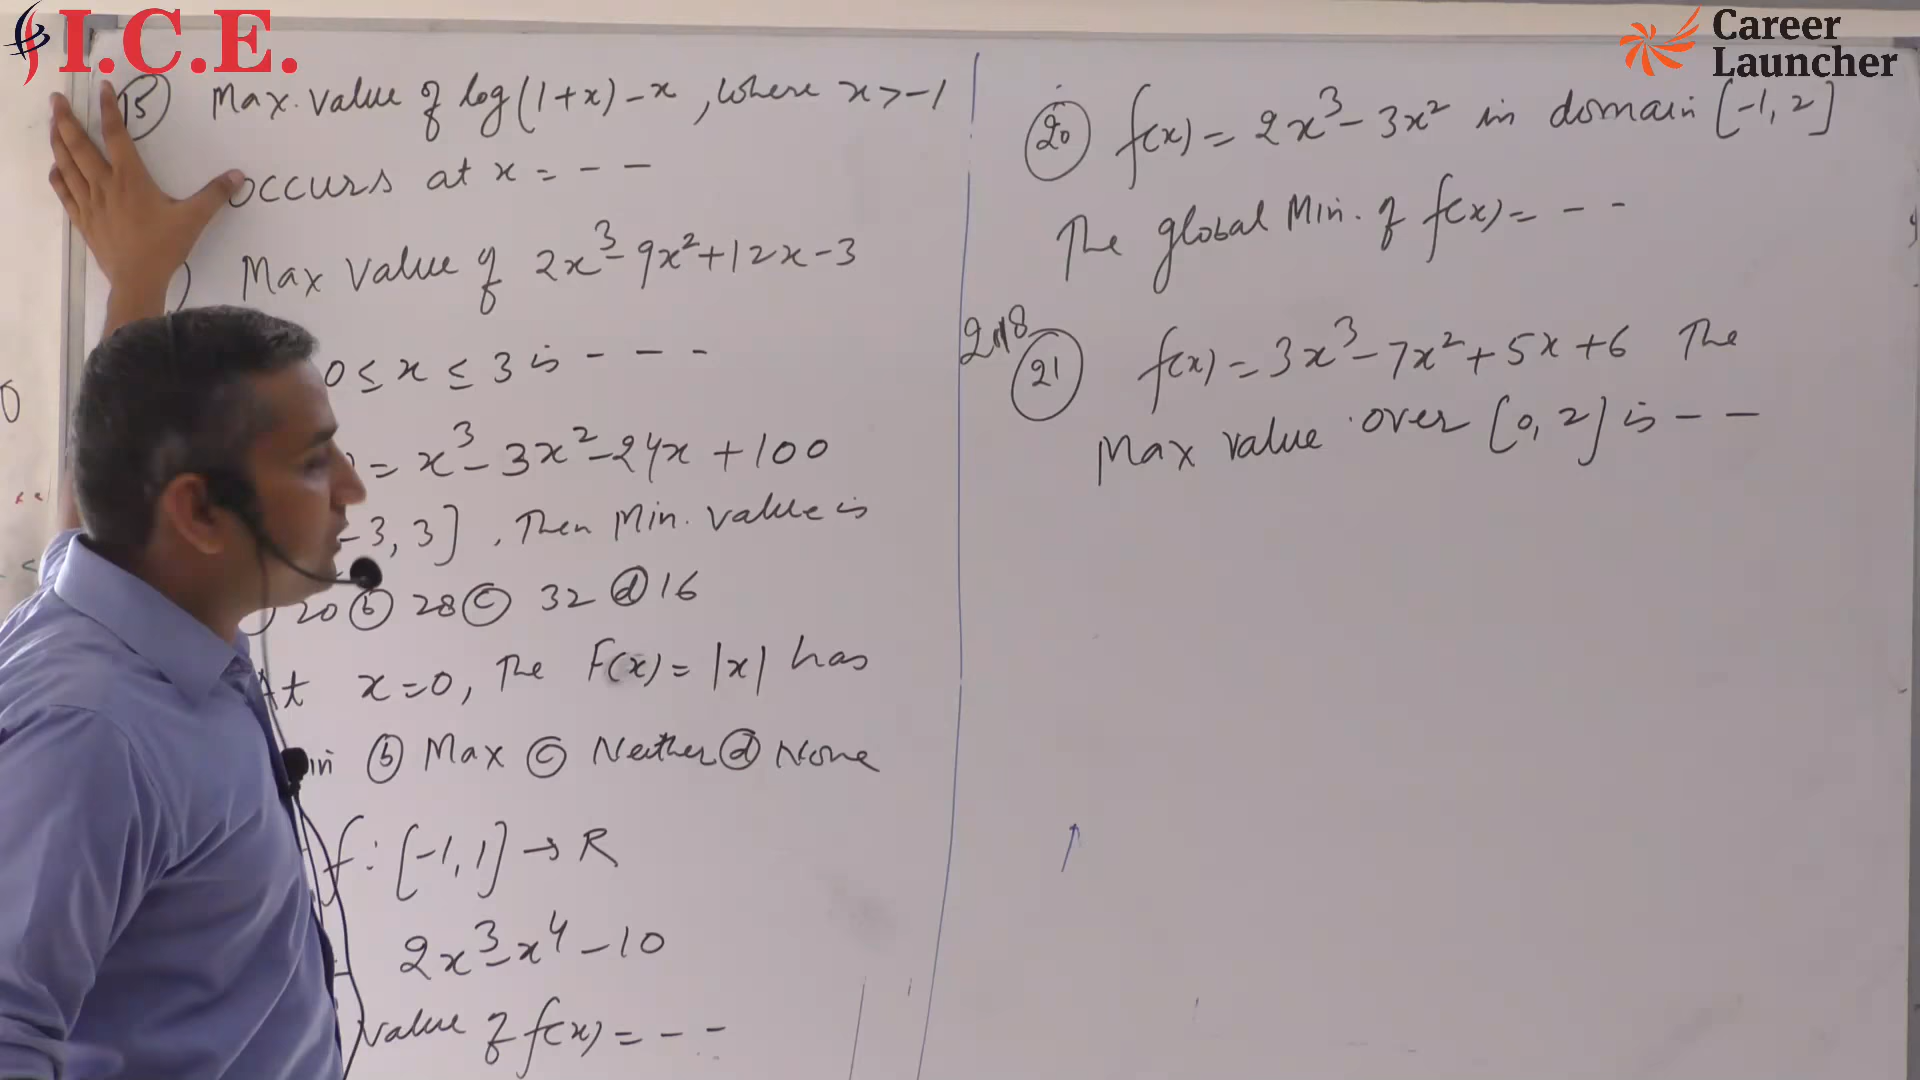 I.C.E.
Career
Launcher
15 Max. value of log(1+x)-x, where x>-1
occurs at x = - -
Max value of 2x³-9x²+12x-3
0 ≤ x ≤ 3 is - - -
) = x³-3x²-24x+100
-3, 3]. Then Min. value is
20 (b) 28 (c) 32 (d) 16
At x=0, The F(x) = |x| has
in (b) Max (c) Neither (d) None
f: [-1,1] → R
2x³-x⁴-10
value of f(x) = - -
20 f(x) = 2x³-3x² in domain [-1,2]
The global Min. of f(x) = - -
2018
21 f(x) = 3x³-7x²+5x+6 The
Max value over [0,2] is - -